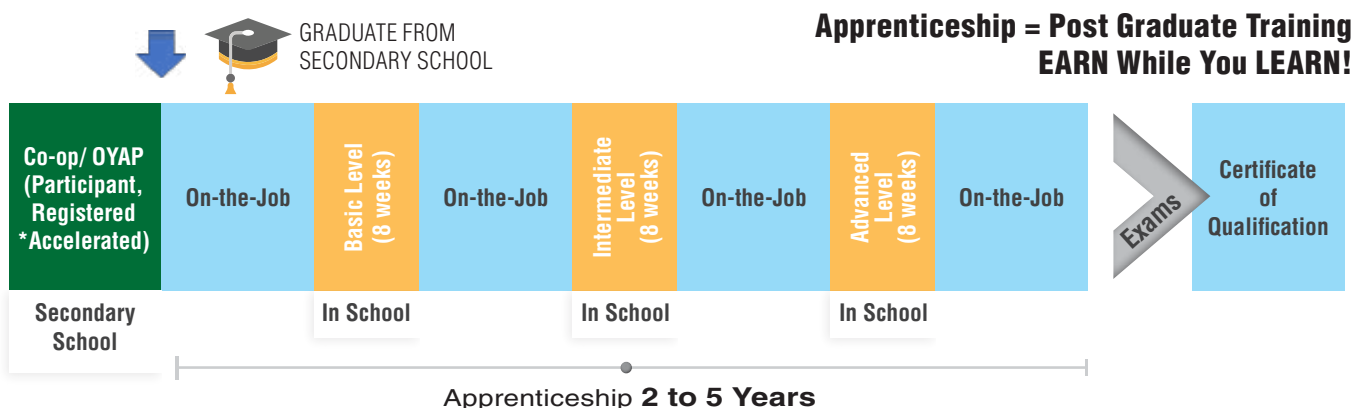 GRADUATE FROM
SECONDARY SCHOOL
Apprenticeship = Post Graduate Training
EARN While You LEARN!
Co-op/ OYAP
(Participant,
Registered
*Accelerated)
On-the-Job
Basic Level
(8 weeks)
On-the-Job
Intermediate
Level
(8 weeks)
On-the-Job
Advanced
Level
(8 weeks)
On-the-Job
Exams
Certificate
of
Qualification
Secondary
School
In School
In School
In School
Apprenticeship 2 to 5 Years